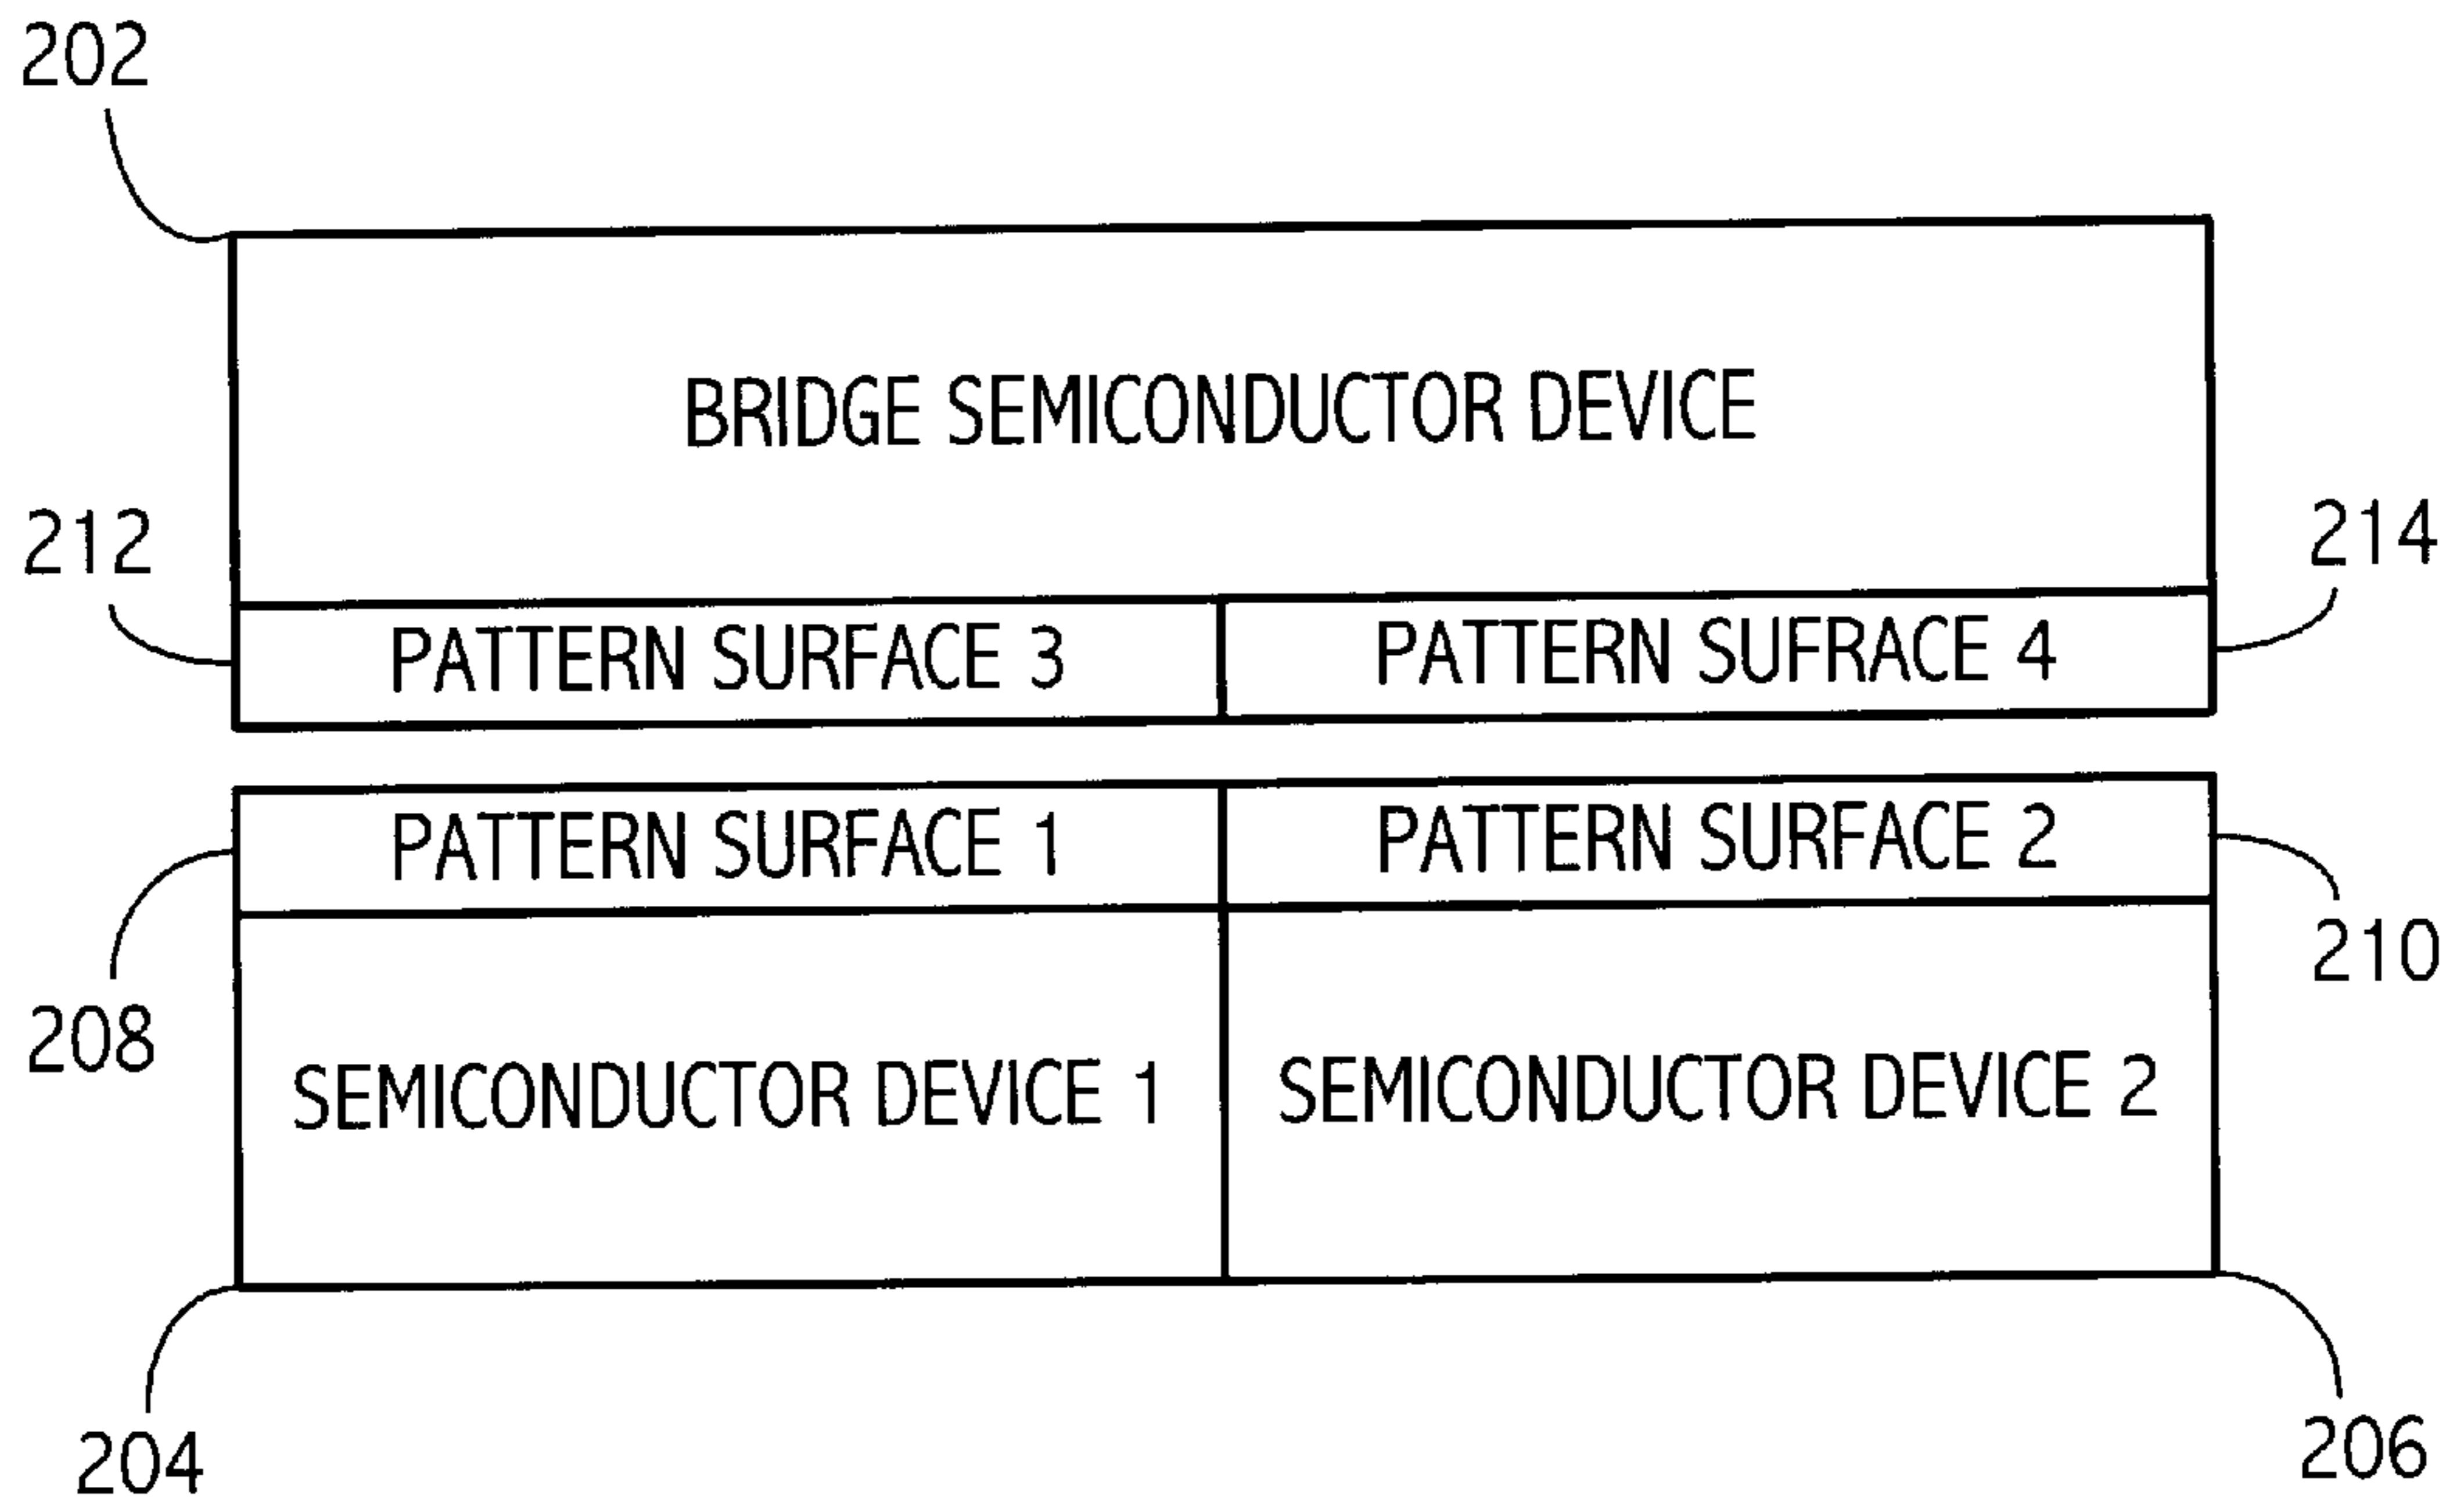 202
BRIDGE SEMICONDUCTOR DEVICE
212
214
PATTERN SURFACE 3
PATTERN SUFRACE 4
PATTERN SURFACE 1
PATTERN SURFACE 2
208
210
SEMICONDUCTOR DEVICE 1
SEMICONDUCTOR DEVICE 2
204
206